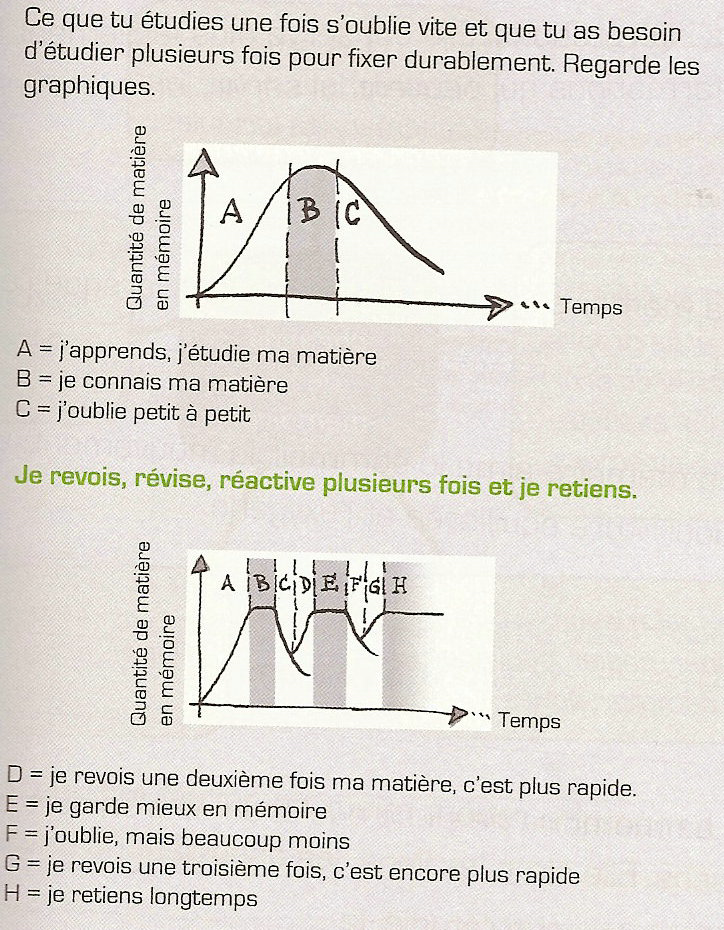 Ce que tu étudies une fois s'oublie vite et que tu as besoin
d'étudier plusieurs fois pour fixer durablement. Regarde les
graphiques.
Quantité de matière
en mémoire
A B C
Temps
A = j'apprends, j'étudie ma matière
B = je connais ma matière
C = j'oublie petit à petit
Je revois, révise, réactive plusieurs fois et je retiens.
Quantité de matière
en mémoire
A B C D E F G H
Temps
D = je revois une deuxième fois ma matière, c'est plus rapide.
E = je garde mieux en mémoire
F = j'oublie, mais beaucoup moins
G = je revois une troisième fois, c'est encore plus rapide
H = je retiens longtemps